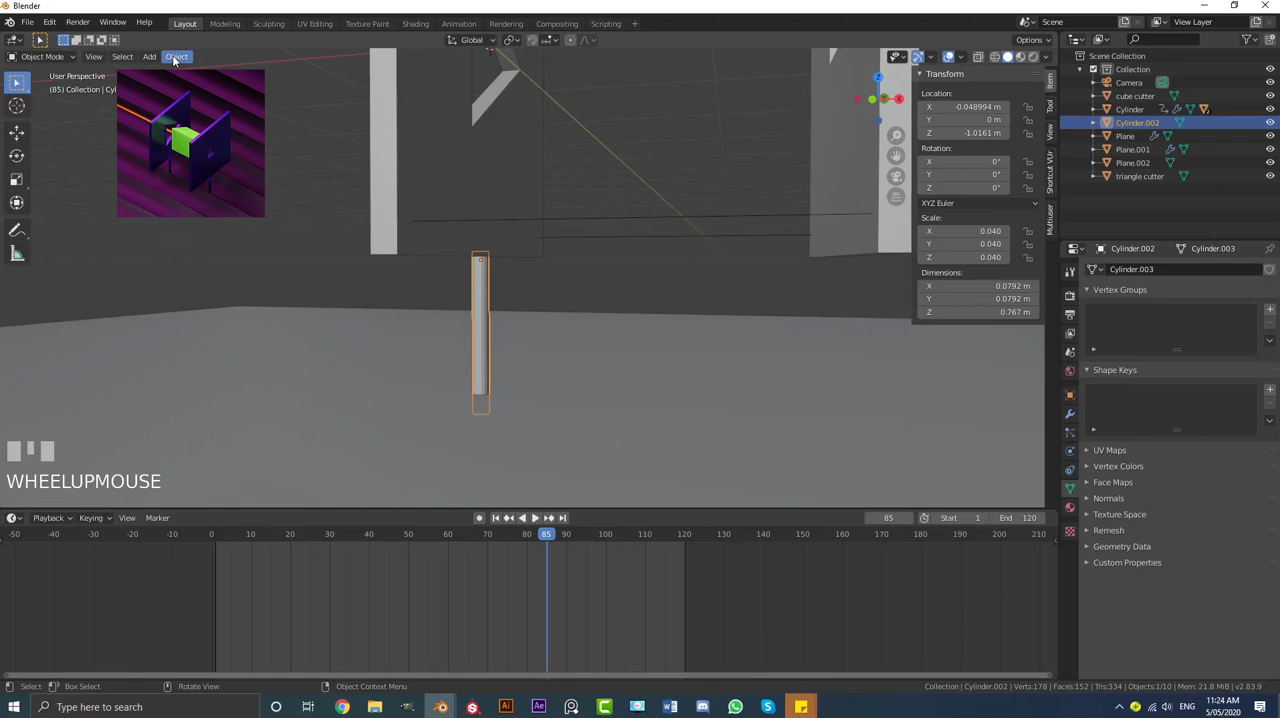 Blender
File Edit Render Window Help Layout Modeling Sculpting UV Editing Texture Paint Shading Animation Rendering Compositing Scripting + Scene View Layer
Global Options
Object Mode View Select Add Object
User Perspective
(85) Collection | Cyl
Transform
Location:
X -0.048994 m
Y 0 m
Z -1.0161 m
Rotation:
X 0°
Y 0°
Z 0°
XYZ Euler
Scale:
X 0.040
Y 0.040
Z 0.040
Dimensions:
X 0.0792 m
Y 0.0792 m
Z 0.767 m
Item
Tool
View
Shortcut VUr
Multiuser
Z
X
Scene Collection
Collection
Camera
cube cutter
Cylinder
Cylinder.002
Plane
Plane.001
Plane.002
triangle cutter
Cylinder.002 Cylinder.003
Cylinder.003
Vertex Groups
Shape Keys
UV Maps
Vertex Colors
Face Maps
Normals
Texture Space
Remesh
Geometry Data
Custom Properties
WHEELUPMOUSE
Playback Keying View Marker 85 Start 1 End 120
-50 -40 -30 -20 -10 0 10 20 30 40 50 60 70 80 85 90 100 110 120 130 140 150 160 170 180 190 200 210
Select Box Select Rotate View Object Context Menu Collection | Cylinder.002 | Verts:178 | Faces:152 | Tris:334 | Objects:1/10 | Mem: 21.8 MiB | v2.83.9
Type here to search
ENG
11:24 AM
5/05/2020